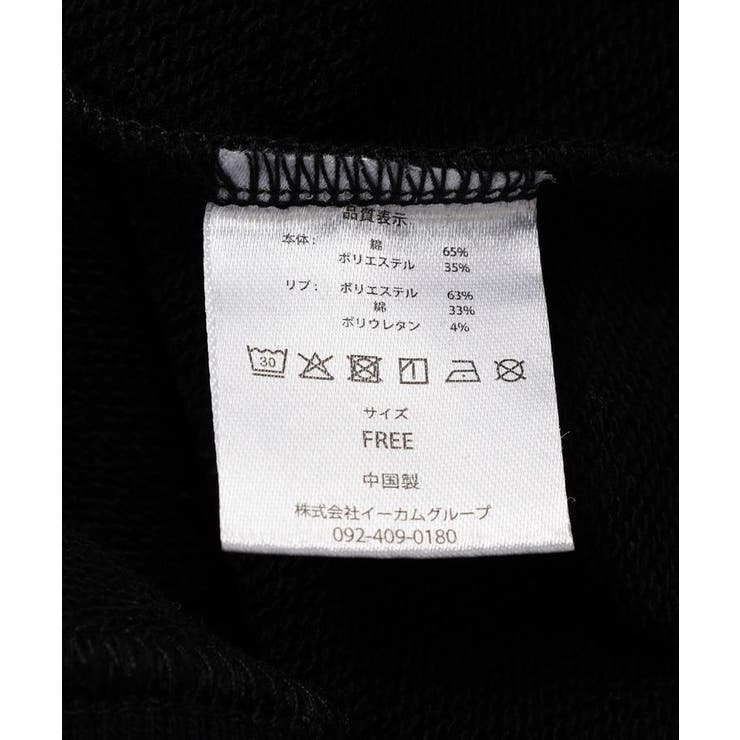 品質表示
本体： 綿 65%
ポリエステル 35%
リブ： ポリエステル 63%
綿 33%
ポリウレタン 4%
30
サイズ
FREE
中国製
株式会社イーカムグループ
092-409-0180